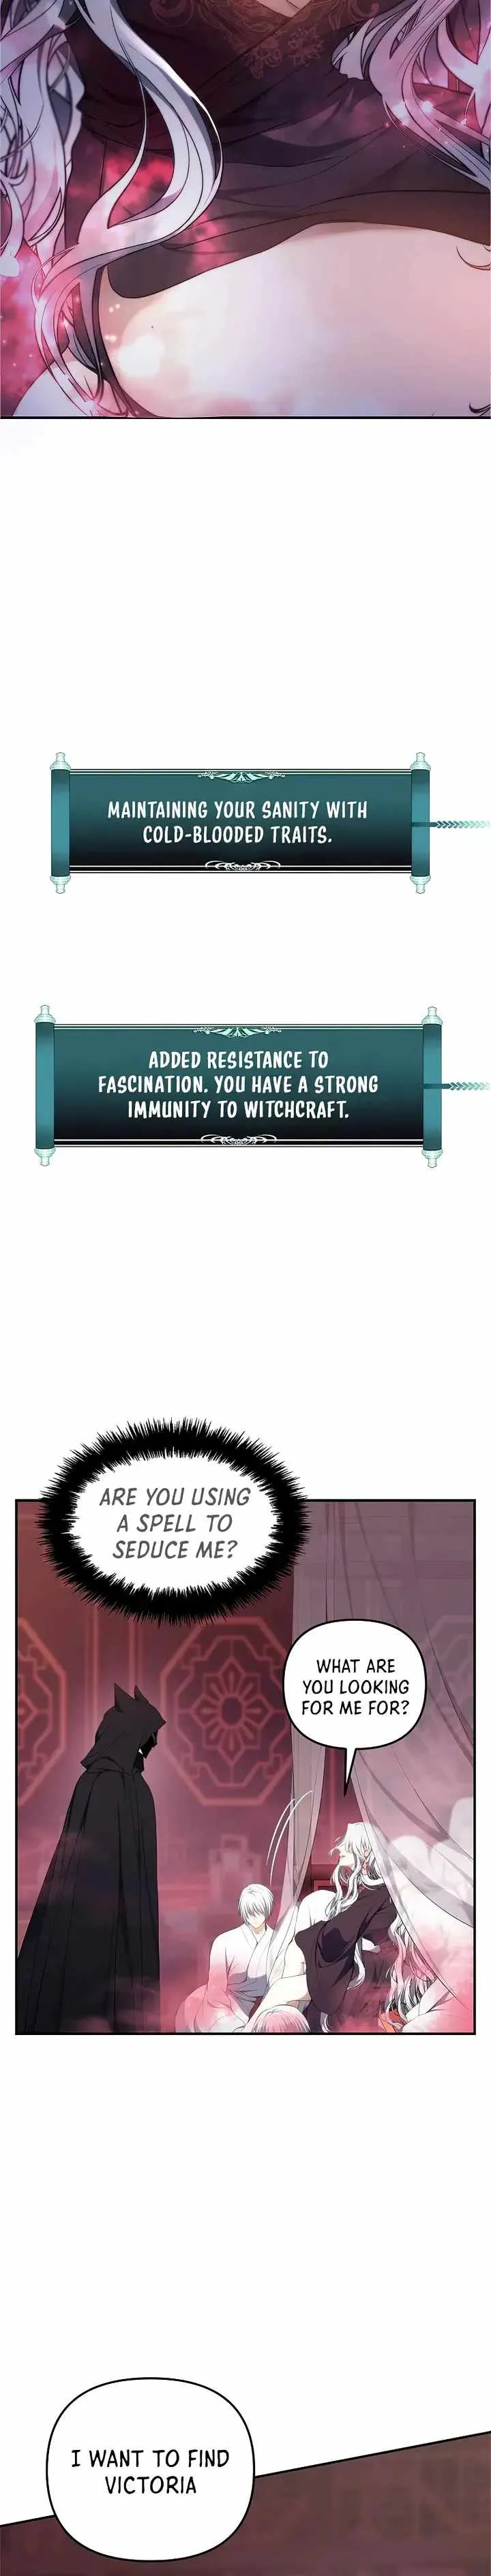 MAINTAINING YOUR SANITY WITH
COLD-BLOODED TRAITS.
ADDED RESISTANCE TO
FASCINATION. YOU HAVE A STRONG
IMMUNITY TO WITCHCRAFT.
ARE YOU USING
A SPELL TO
SEDUCE ME?
WHAT ARE
YOU LOOKING
FOR ME FOR?
I WANT TO FIND
VICTORIA